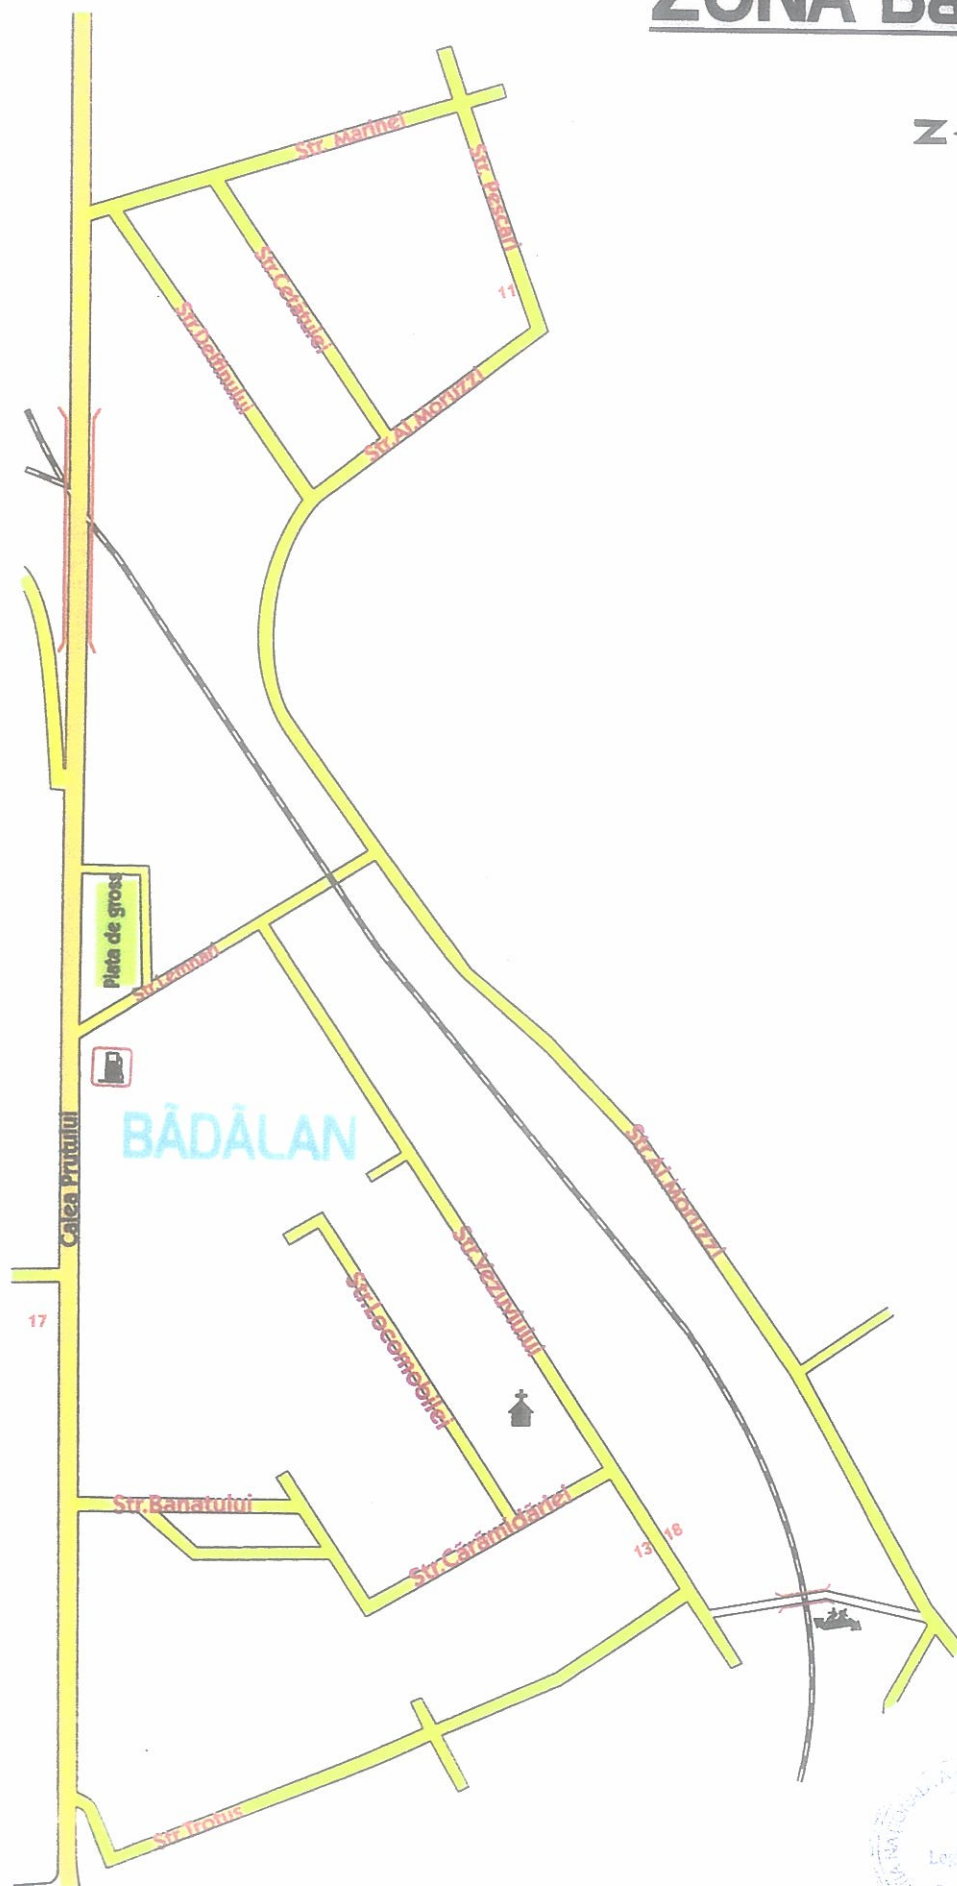 ZONA Ba
Z
Str. Marinei
Str. Pescari
Str.Cetatuiei
11
Str.Delfinului
Str.Al.Moruzzi
Piata de gross
Str.Lemnari
BĂDĂLAN
Calea Prutului
Str.Al.Moruzzi
Str.Vezuviului
17
Str.Locomobilei
Str.Banatului
Str.Cărămidăriei
13
18
Str.Trotus